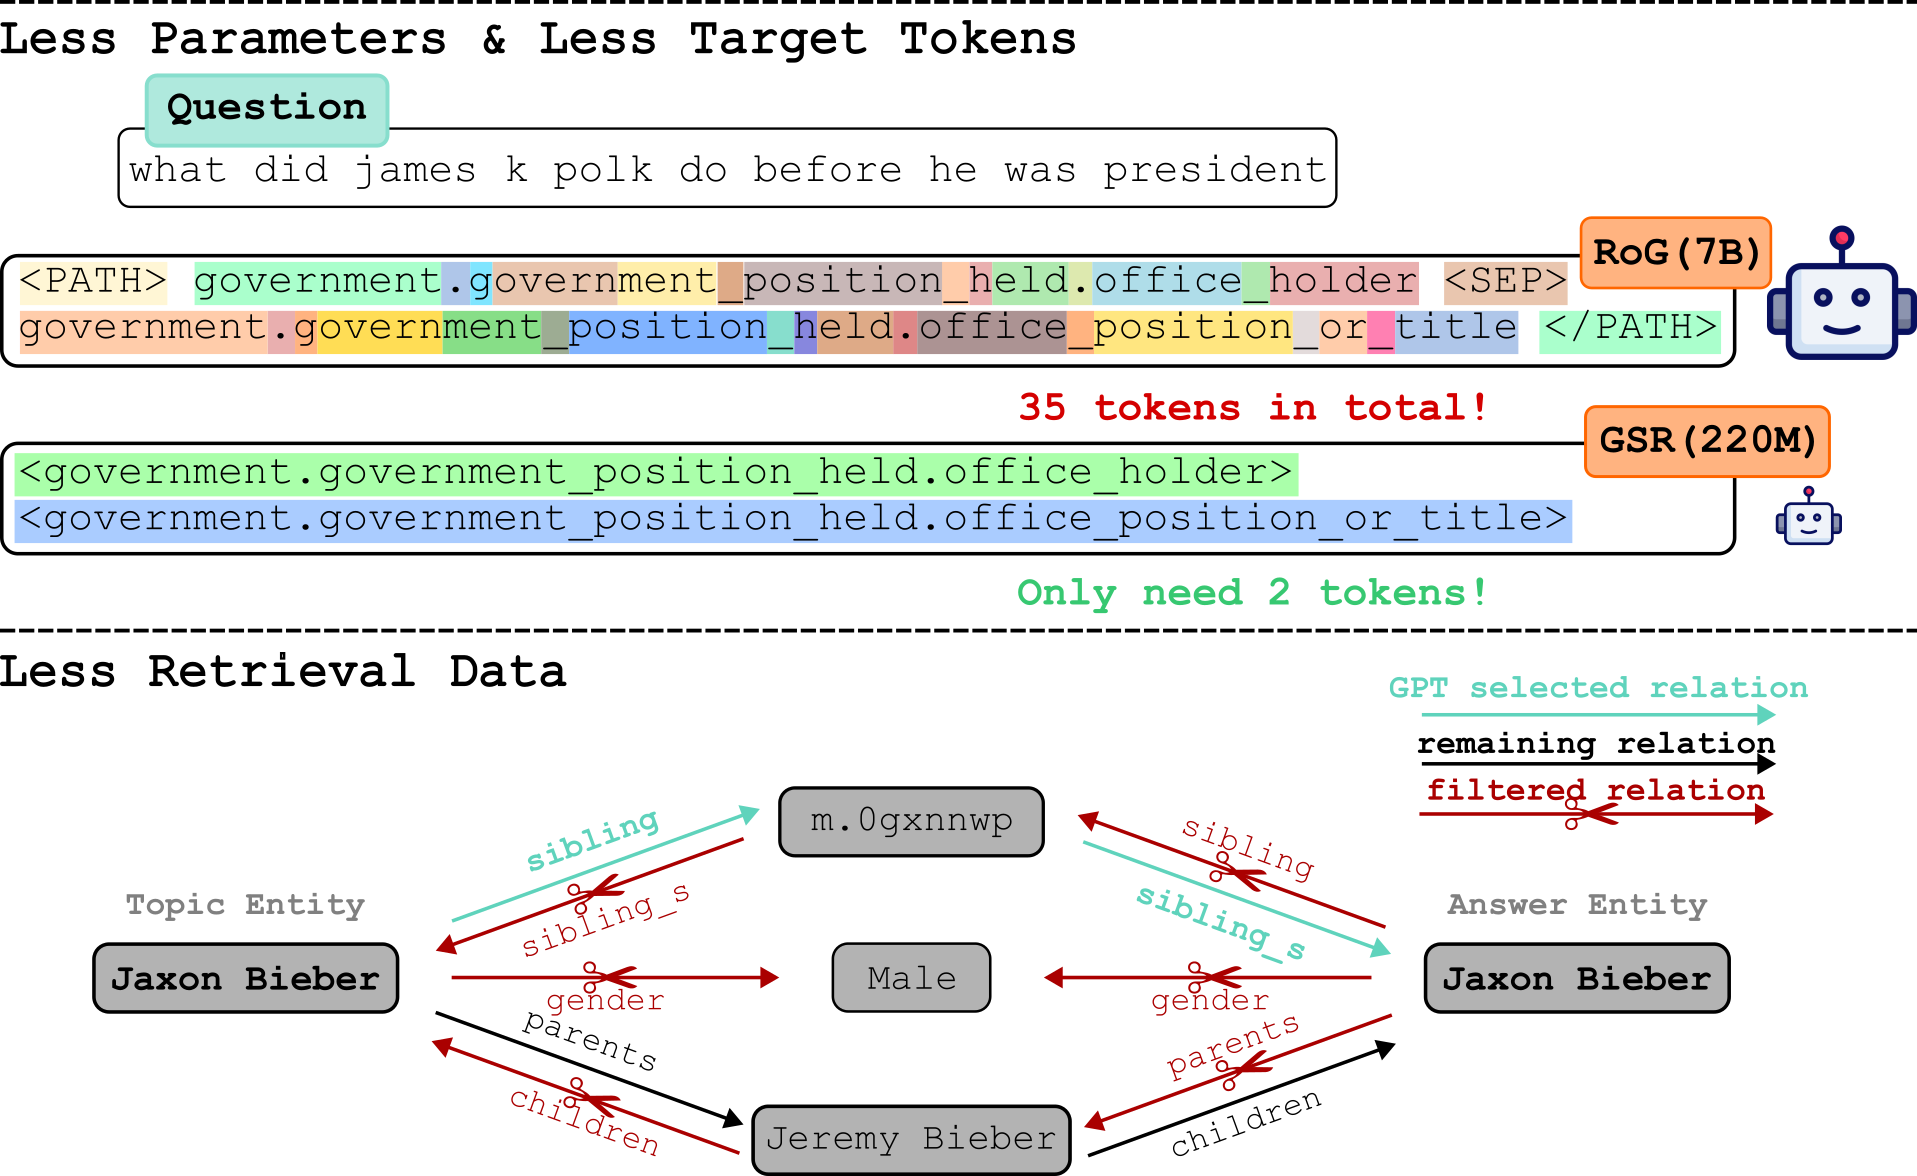 Less Parameters & Less Target Tokens
Question
what did james k polk do before he was president
RoG(7B)
<PATH> government.government_position_held.office_holder <SEP>
government.government_position_held.office_position_or_title </PATH>
35 tokens in total!
GSR(220M)
<government.government_position_held.office_holder>
<government.government_position_held.office_position_or_title>
Only need 2 tokens!
Less Retrieval Data
GPT selected relation
remaining relation
filtered relation
sibling
m.0gxnnwp
sibling
sibling_s
sibling_s
Topic Entity
Answer Entity
Jaxon Bieber
gender
Male
gender
Jaxon Bieber
parents
parents
children
children
Jeremy Bieber